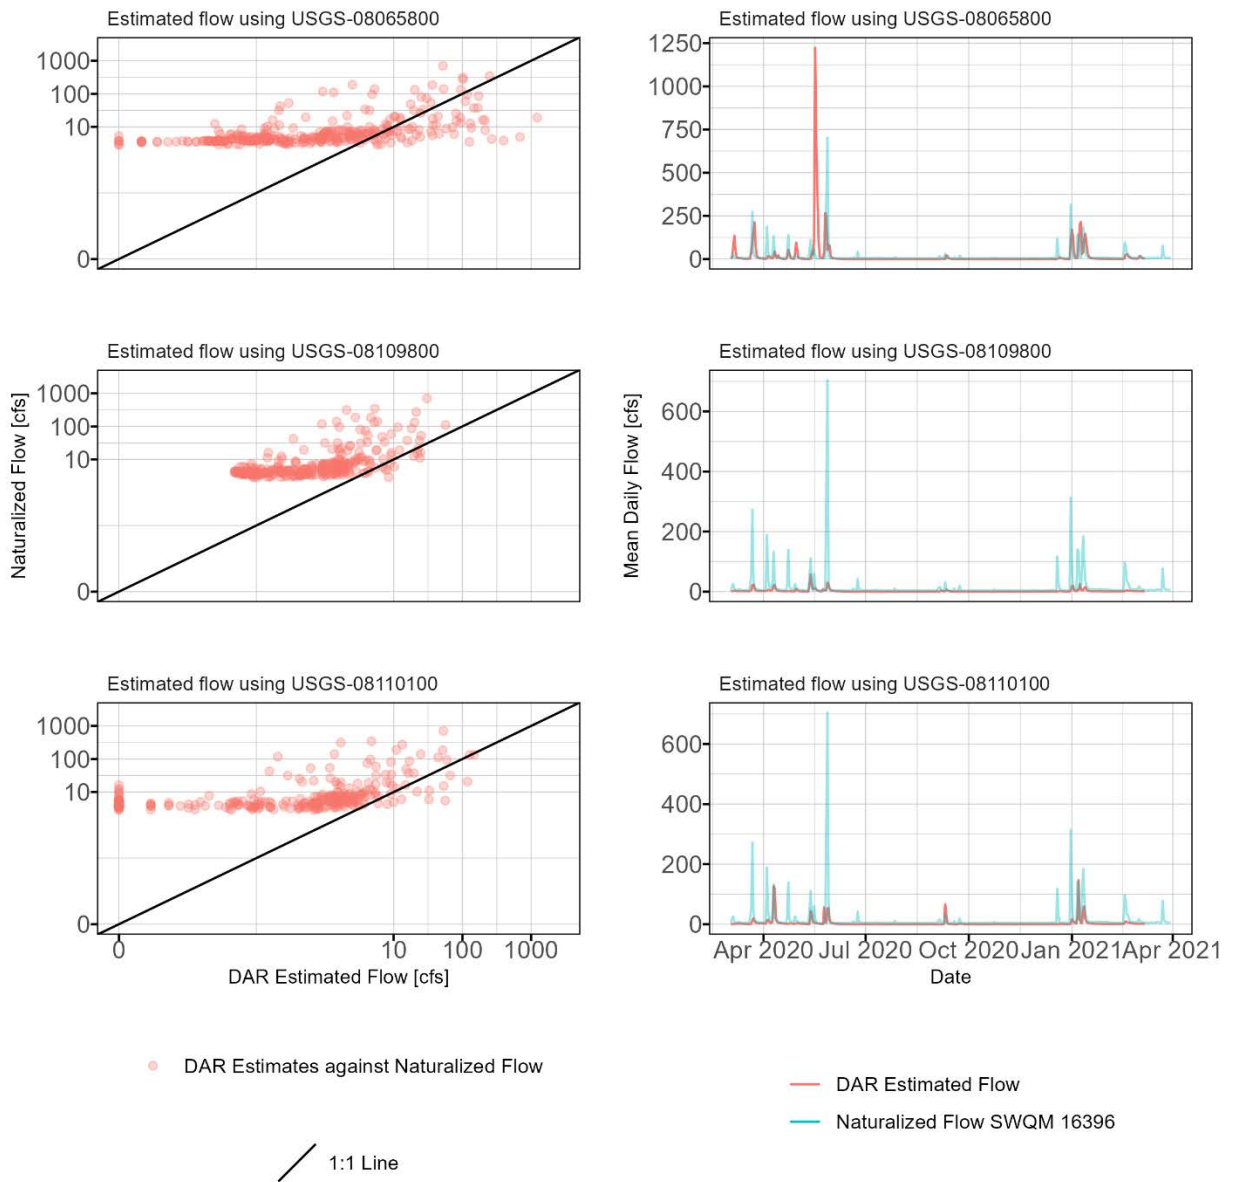 Estimated flow using USGS-08065800
1000
100
10
0
Estimated flow using USGS-08065800
1250
1000
750
500
250
0
Estimated flow using USGS-08109800
1000
100
10
0
Estimated flow using USGS-08109800
600
400
200
0
Naturalized Flow [cfs]
Mean Daily Flow [cfs]
Estimated flow using USGS-08110100
1000
100
10
0
0 10 100 1000
DAR Estimated Flow [cfs]
Estimated flow using USGS-08110100
600
400
200
0
Apr 2020 Jul 2020 Oct 2020 Jan 2021 Apr 2021
Date
DAR Estimates against Naturalized Flow
1:1 Line
DAR Estimated Flow
Naturalized Flow SWQM 16396